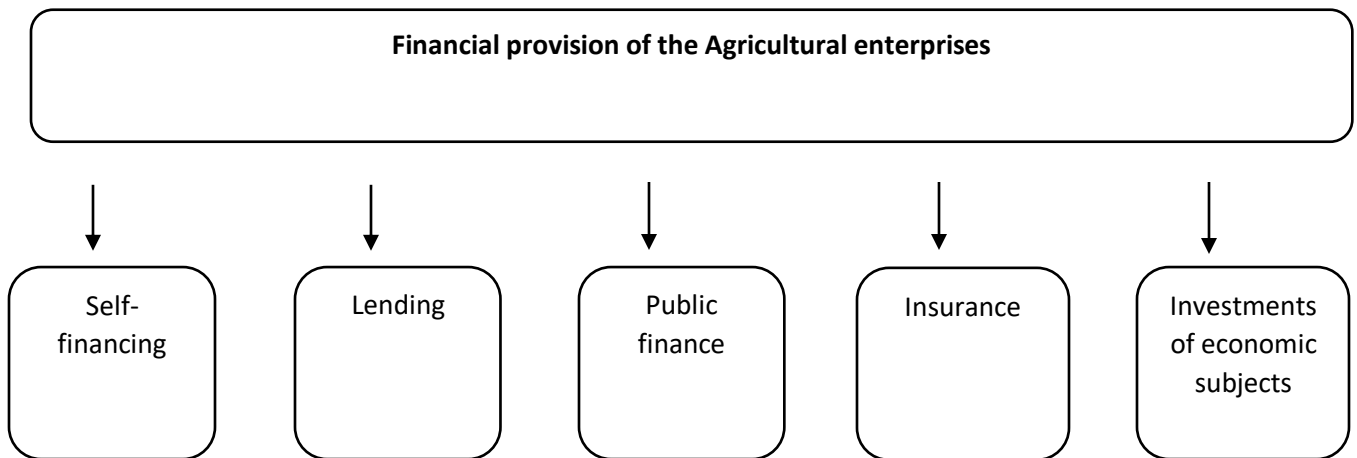 Financial provision of the Agricultural enterprises
Self-
financing
Lending
Public
finance
Insurance
Investments
of economic
subjects